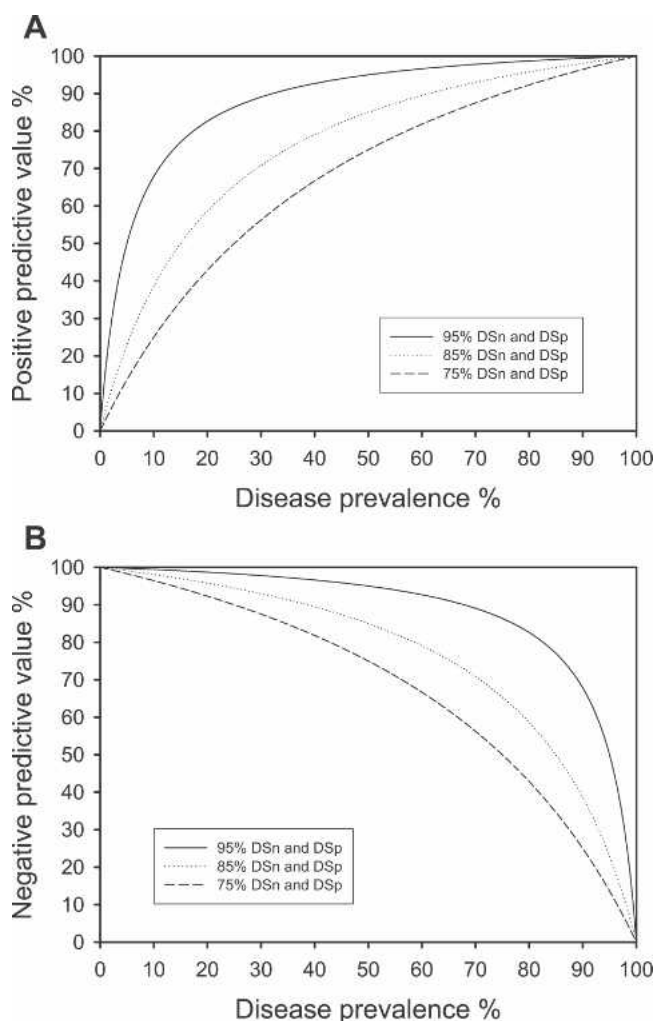 A
100
90
80
70
60
50
40
30
20
10
0
Positive predictive value %
95% DSn and DSp
85% DSn and DSp
75% DSn and DSp
0 10 20 30 40 50 60 70 80 90 100
Disease prevalence %
B
100
90
80
70
60
50
40
30
20
10
0
Negative predictive value %
95% DSn and DSp
85% DSn and DSp
75% DSn and DSp
0 10 20 30 40 50 60 70 80 90 100
Disease prevalence %